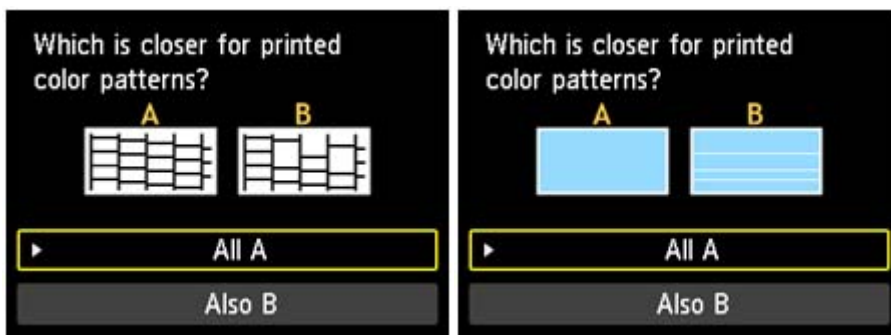 Which is closer for printed
color patterns?
A B
All A
Also B
Which is closer for printed
color patterns?
A B
All A
Also B